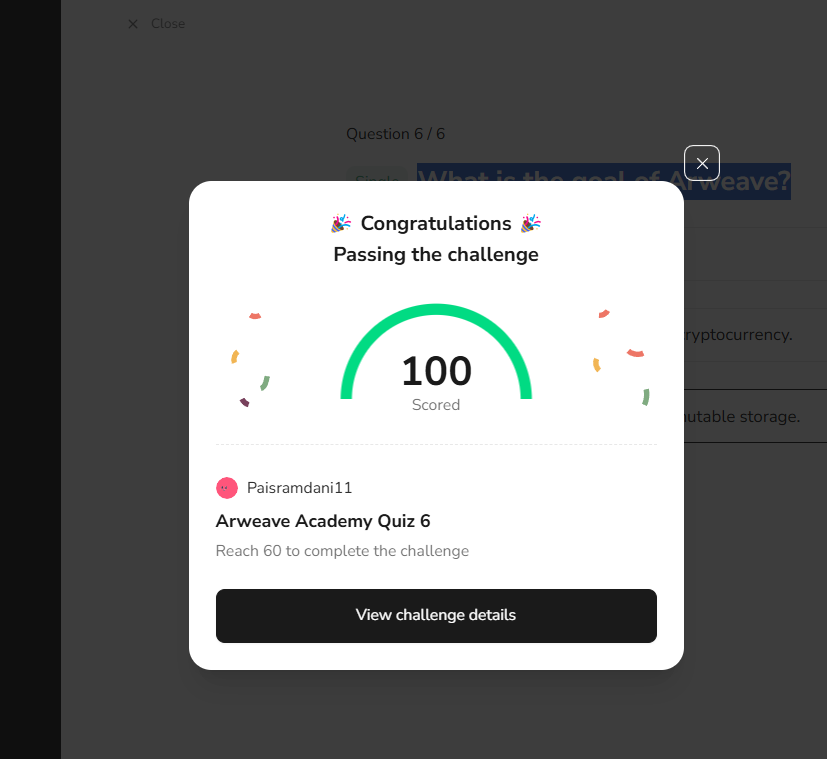 Close
Question 6 / 6
Single
What is the goal of Arweave?
Congratulations
Passing the challenge
100
Scored
ryptocurrency.
utable storage.
Paisramdani11
Arweave Academy Quiz 6
Reach 60 to complete the challenge
View challenge details